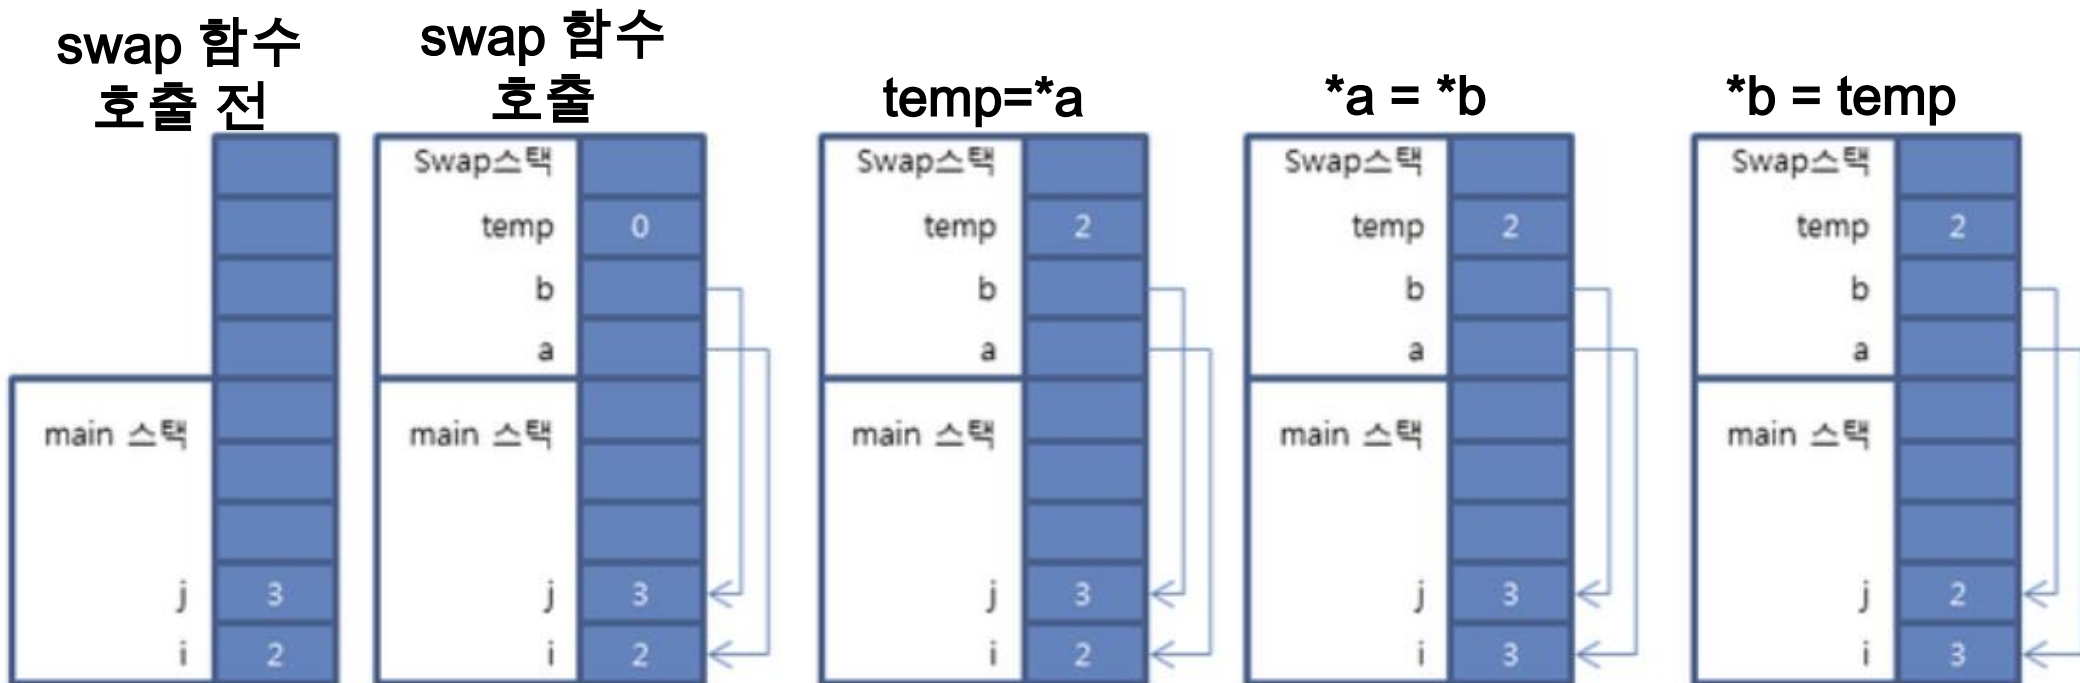 swap 함수
호출 전
main 스택
j 3
i 2
swap 함수
호출
Swap스택
temp 0
b
a
main 스택
j 3
i 2
temp=*a
Swap스택
temp 2
b
a
main 스택
j 3
i 2
*a = *b
Swap스택
temp 2
b
a
main 스택
j 3
i 3
*b = temp
Swap스택
temp 2
b
a
main 스택
j 2
i 3